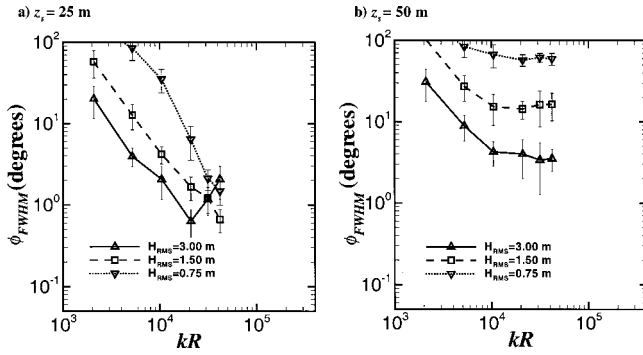 a) z_s = 25 m
10^2
10^1
10^0
10^-1
ϕ_FWHM (degrees)
H_RMS=3.00 m
H_RMS=1.50 m
H_RMS=0.75 m
10^3
10^4
10^5
kR
b) z_s = 50 m
10^2
10^1
10^0
10^-1
ϕ_FWHM (degrees)
H_RMS=3.00 m
H_RMS=1.50 m
H_RMS=0.75 m
10^3
10^4
10^5
kR